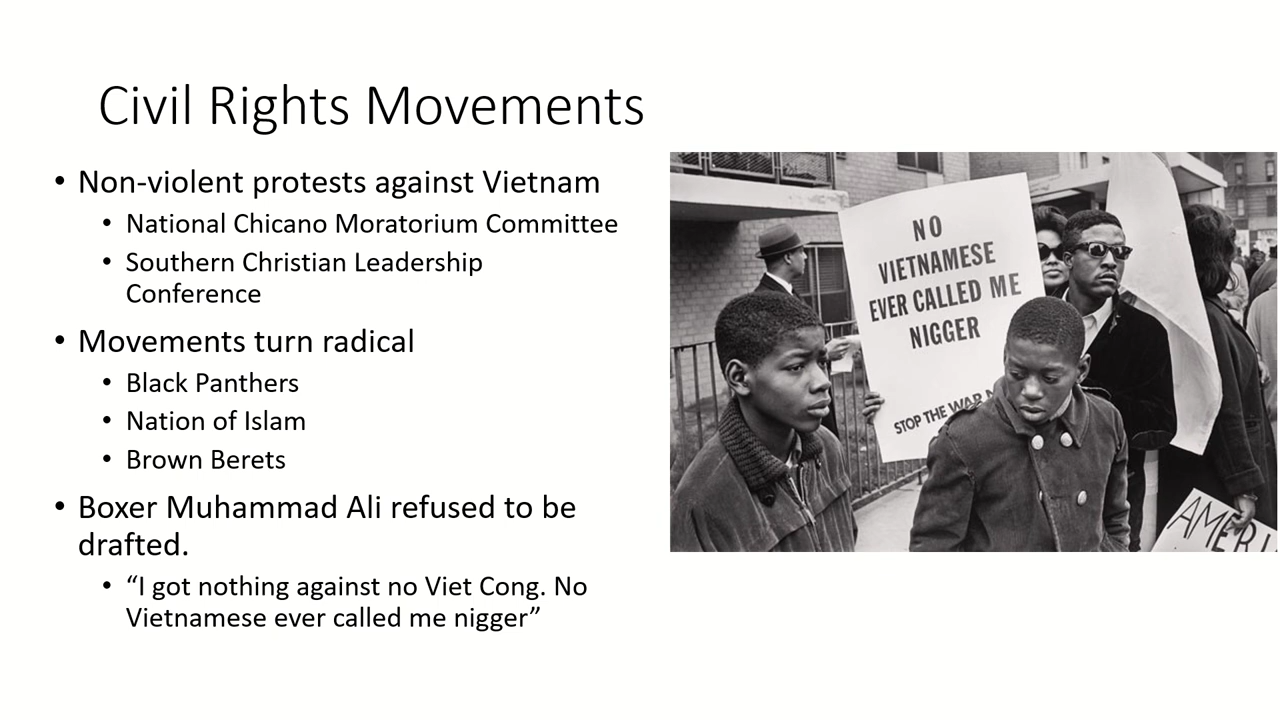 Civil Rights Movements
• Non-violent protests against Vietnam
• National Chicano Moratorium Committee
• Southern Christian Leadership
Conference
• Movements turn radical
• Black Panthers
• Nation of Islam
• Brown Berets
• Boxer Muhammad Ali refused to be
drafted.
• “I got nothing against no Viet Cong. No
Vietnamese ever called me nigger”
NO
VIETNAMESE
EVER CALLED ME
NIGGER
STOP THE WAR